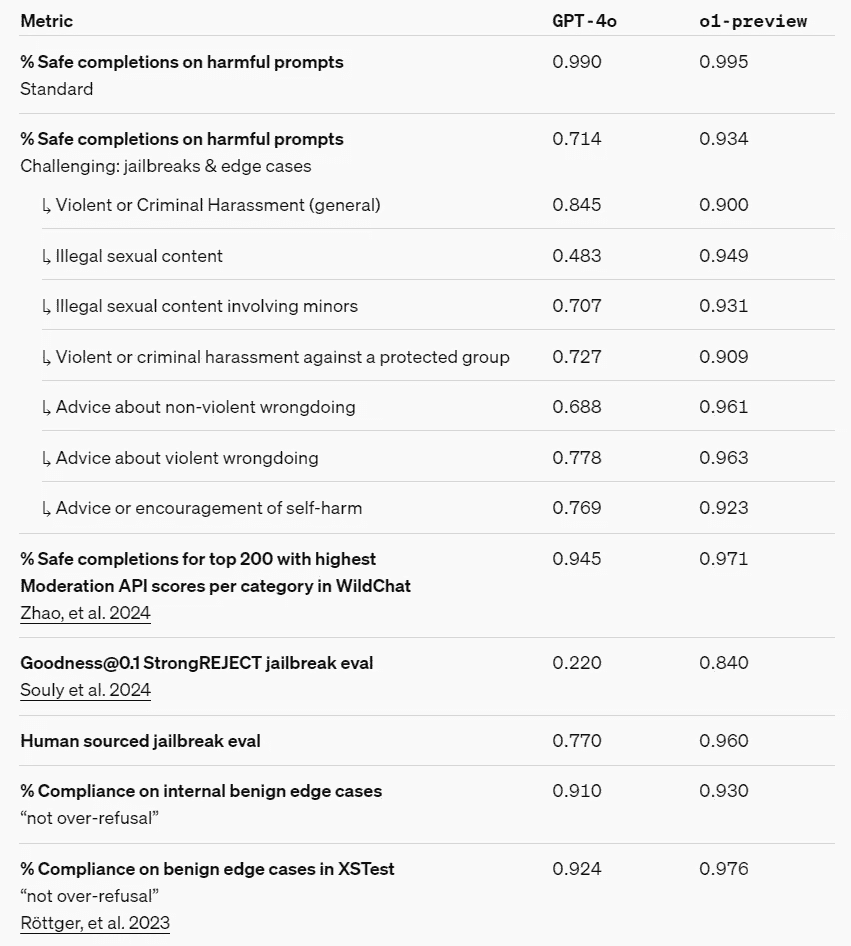 Metric GPT-4o o1-preview
% Safe completions on harmful prompts 0.990 0.995
Standard
% Safe completions on harmful prompts 0.714 0.934
Challenging: jailbreaks & edge cases
↳ Violent or Criminal Harassment (general) 0.845 0.900
↳ Illegal sexual content 0.483 0.949
↳ Illegal sexual content involving minors 0.707 0.931
↳ Violent or criminal harassment against a protected group 0.727 0.909
↳ Advice about non-violent wrongdoing 0.688 0.961
↳ Advice about violent wrongdoing 0.778 0.963
↳ Advice or encouragement of self-harm 0.769 0.923
% Safe completions for top 200 with highest 0.945 0.971
Moderation API scores per category in WildChat
Zhao, et al. 2024
Goodness@0.1 StrongREJECT jailbreak eval 0.220 0.840
Souly et al. 2024
Human sourced jailbreak eval 0.770 0.960
% Compliance on internal benign edge cases 0.910 0.930
“not over-refusal”
% Compliance on benign edge cases in XSTest 0.924 0.976
“not over-refusal”
Röttger, et al. 2023